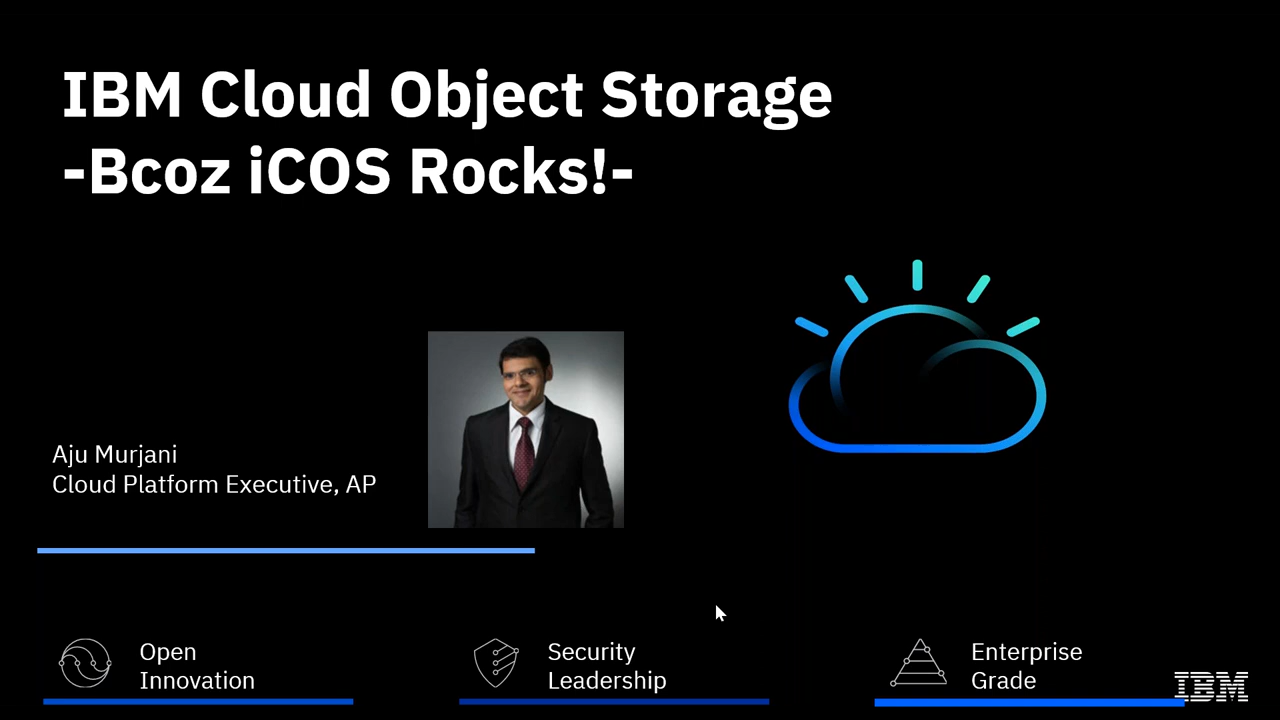 IBM Cloud Object Storage
-Bcoz iCOS Rocks!-
Aju Murjani
Cloud Platform Executive, AP
Open
Innovation
Security
Leadership
Enterprise
Grade
IBM